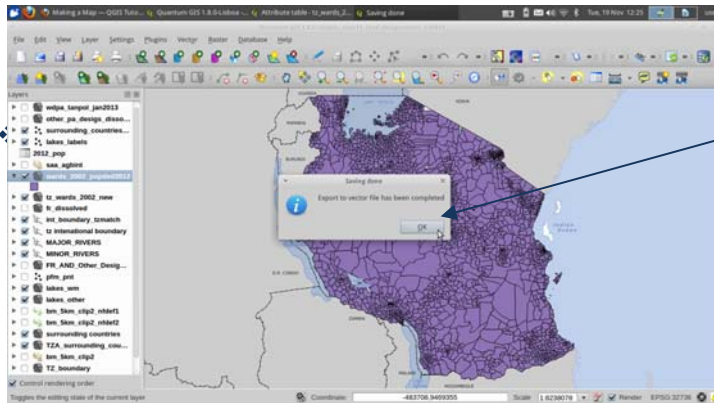 Making a Map — QGIS Tuto...
Quantum GIS 1.8.0-Lisboa -...
Attribute table - tz_wards_2...
Saving done
Tue, 19 Nov 12:25
File Edit View Layer Settings Plugins Vector Raster Database Help
Layers
wdpa_tanpol_jan2013
other_pa_desigs_disso...
surrounding_countries...
lakes_labels
2012_pop
saa_agbint
tz_wards_2002_new
fr_dissolved
int_boundary_tzmatch
tz intenational boundary
MAJOR_RIVERS
MINOR_RIVERS
FR_AND_Other_Desig...
pfm_pnt
lakes_wm
lakes_other
bm_5km_clip2_nfdef1
bm_5km_clip2_nfdef2
surrounding countries
TZA_surrounding_cou...
bm_5km_clip2
TZ_boundary
Control rendering order
Saving done
Export to vector file has been completed
OK
Toggles the editing state of the current layer
Coordinate:
-483708,9469355
Scale
1:6238078
Render
EPSG:32736